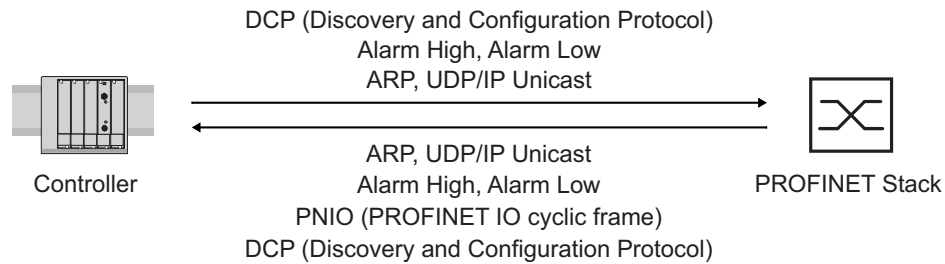 DCP (Discovery and Configuration Protocol)
Alarm High, Alarm Low
ARP, UDP/IP Unicast
ARP, UDP/IP Unicast
Controller
Alarm High, Alarm Low
PROFINET Stack
PNIO (PROFINET IO cyclic frame)
DCP (Discovery and Configuration Protocol)